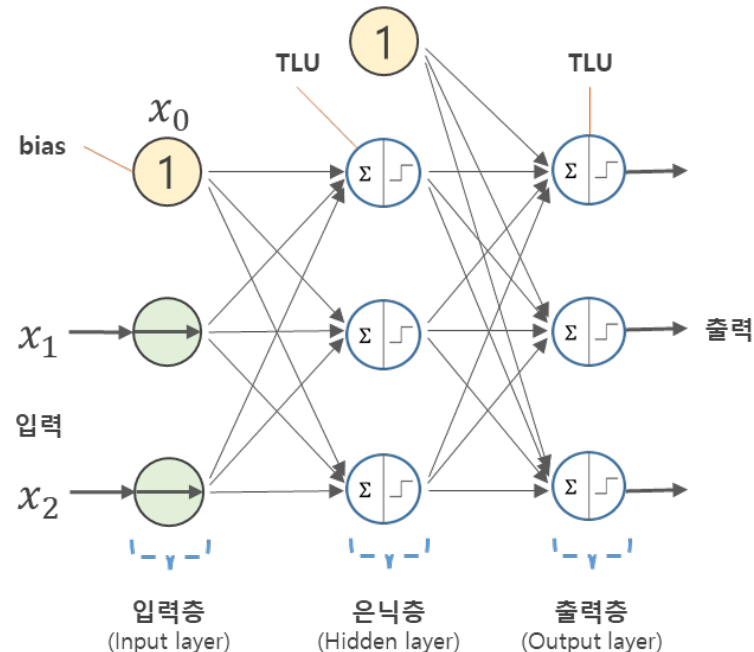 1
TLU
TLU
x₀
bias
1
Σ
Σ
x₁
Σ
Σ
출력
입력
x₂
Σ
Σ
입력층
은닉층
출력층
(Input layer)
(Hidden layer)
(Output layer)